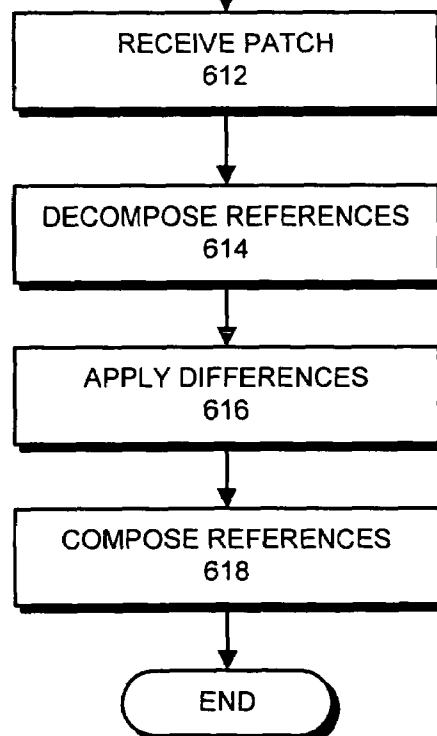 RECEIVE PATCH
612
DECOMPOSE REFERENCES
614
APPLY DIFFERENCES
616
COMPOSE REFERENCES
618
END